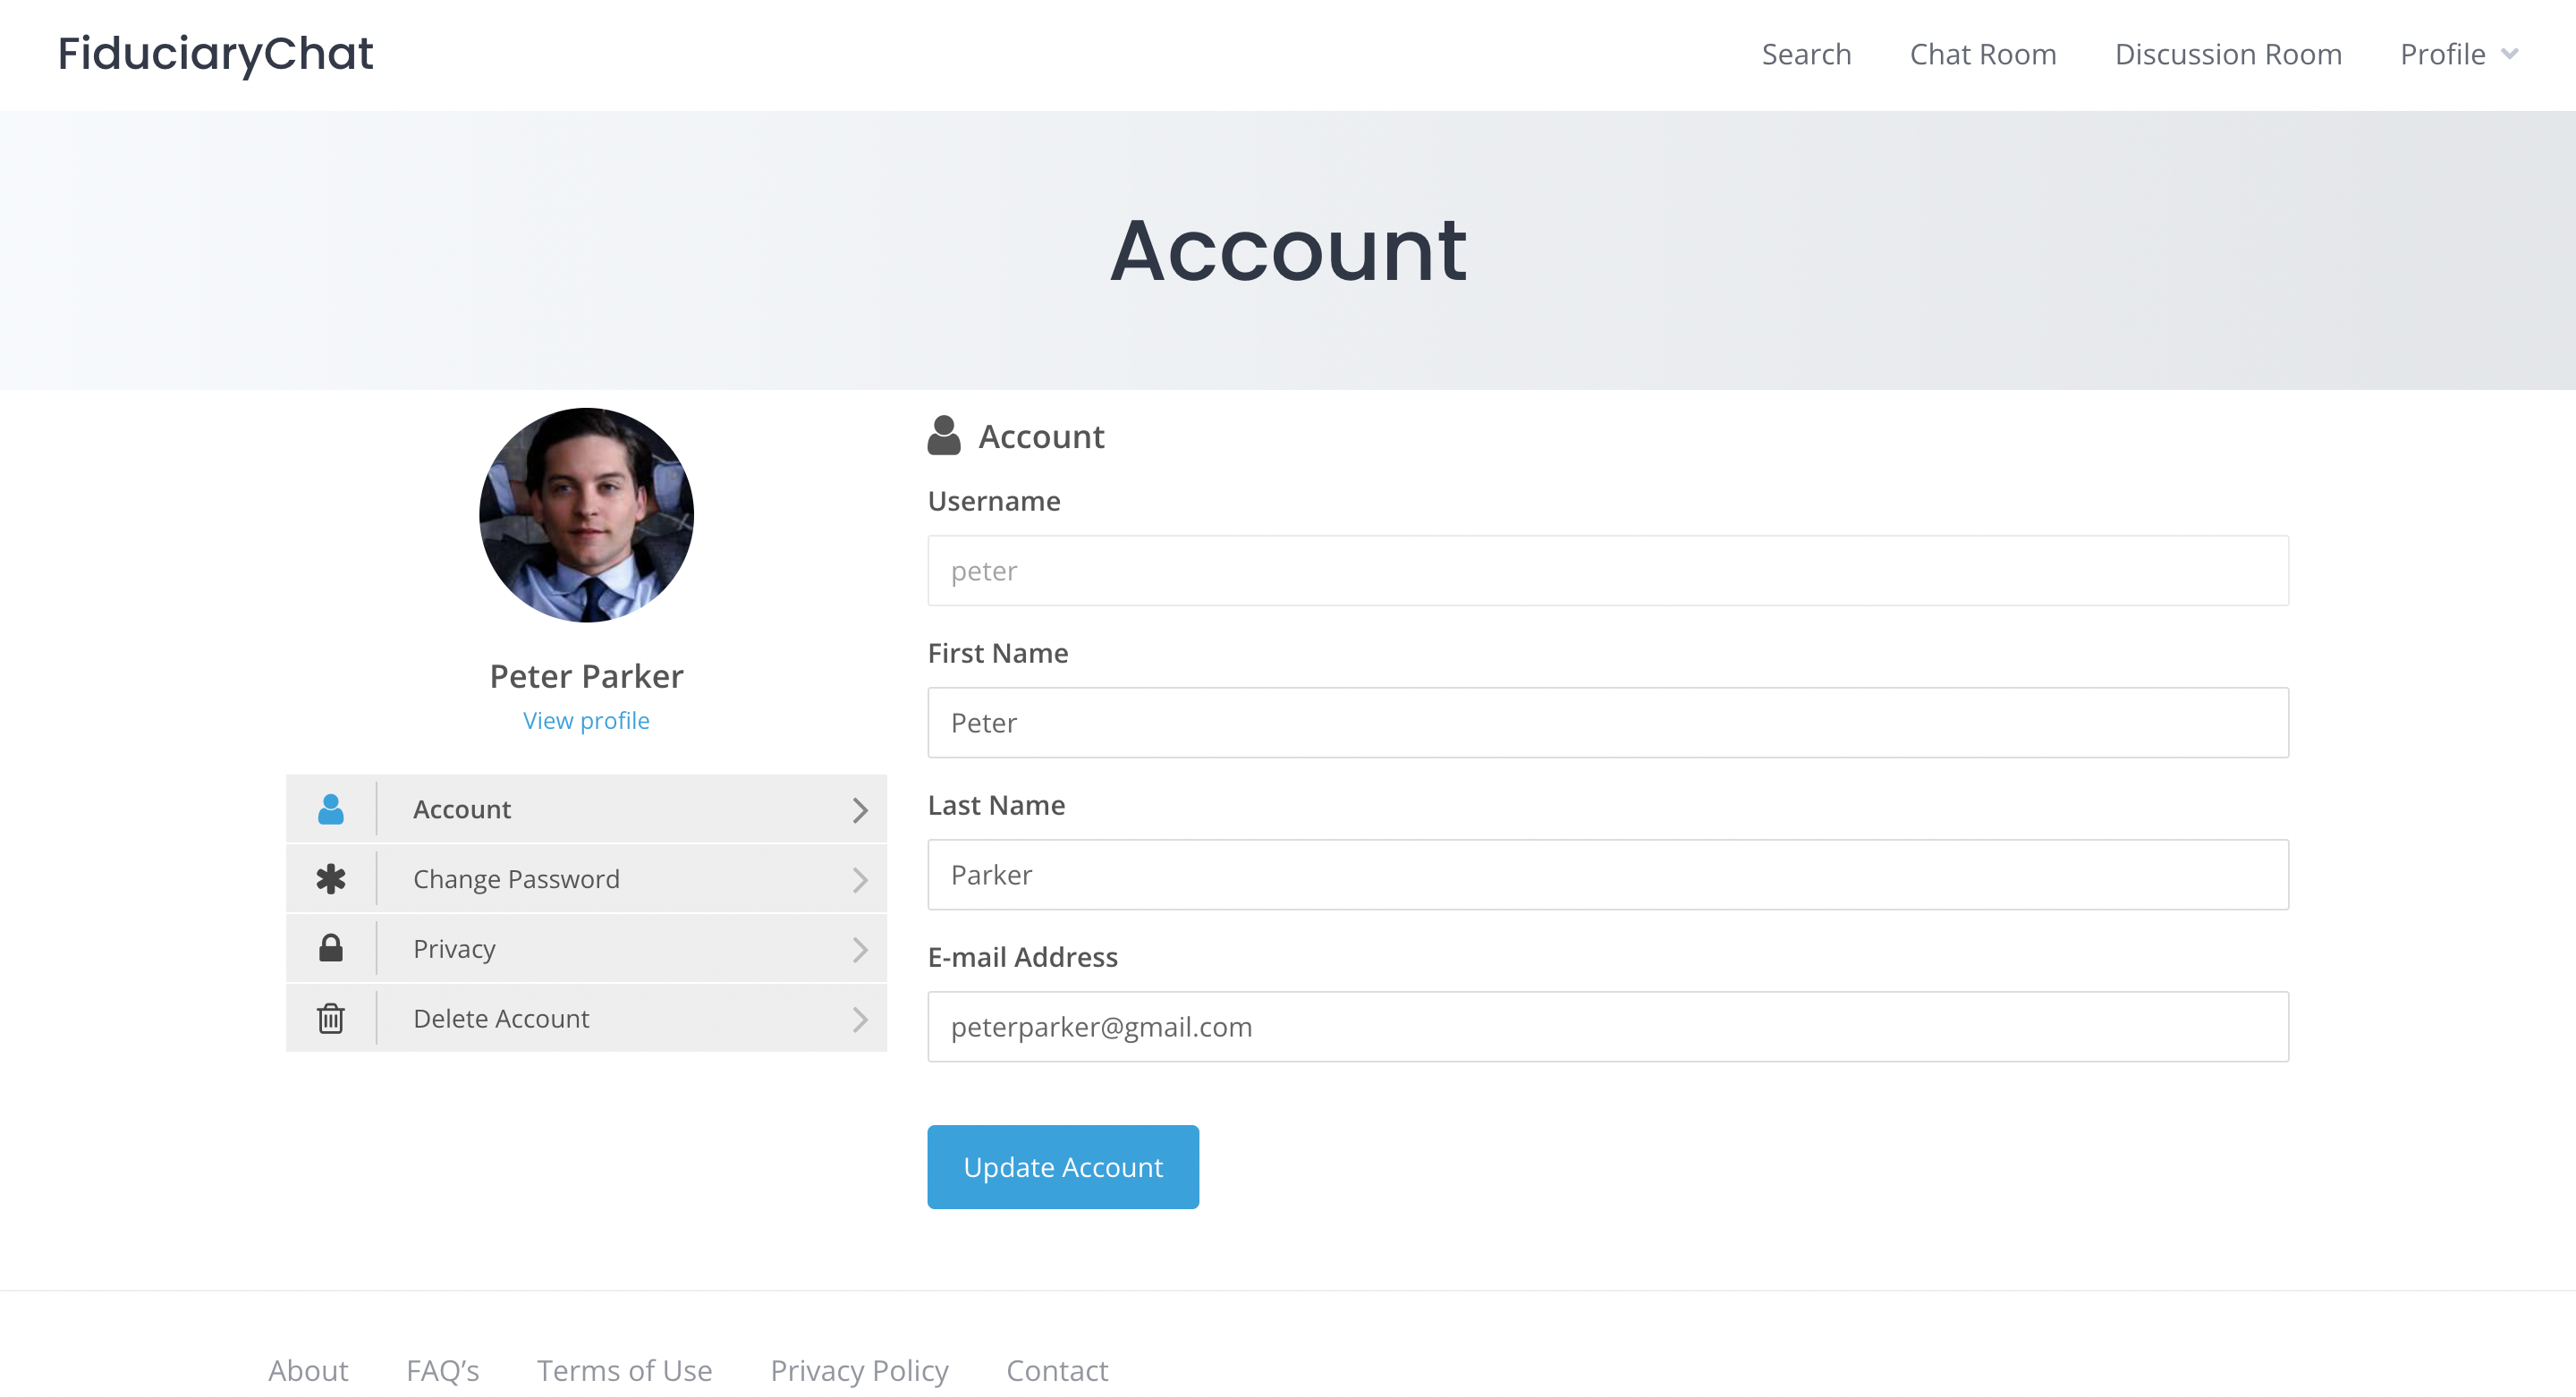 FiduciaryChat
Search
Chat Room
Discussion Room
Profile
Account
Peter Parker
View profile
Account
Change Password
Privacy
Delete Account
Account
Username
peter
First Name
Peter
Last Name
Parker
E-mail Address
peterparker@gmail.com
Update Account
About
FAQ’s
Terms of Use
Privacy Policy
Contact